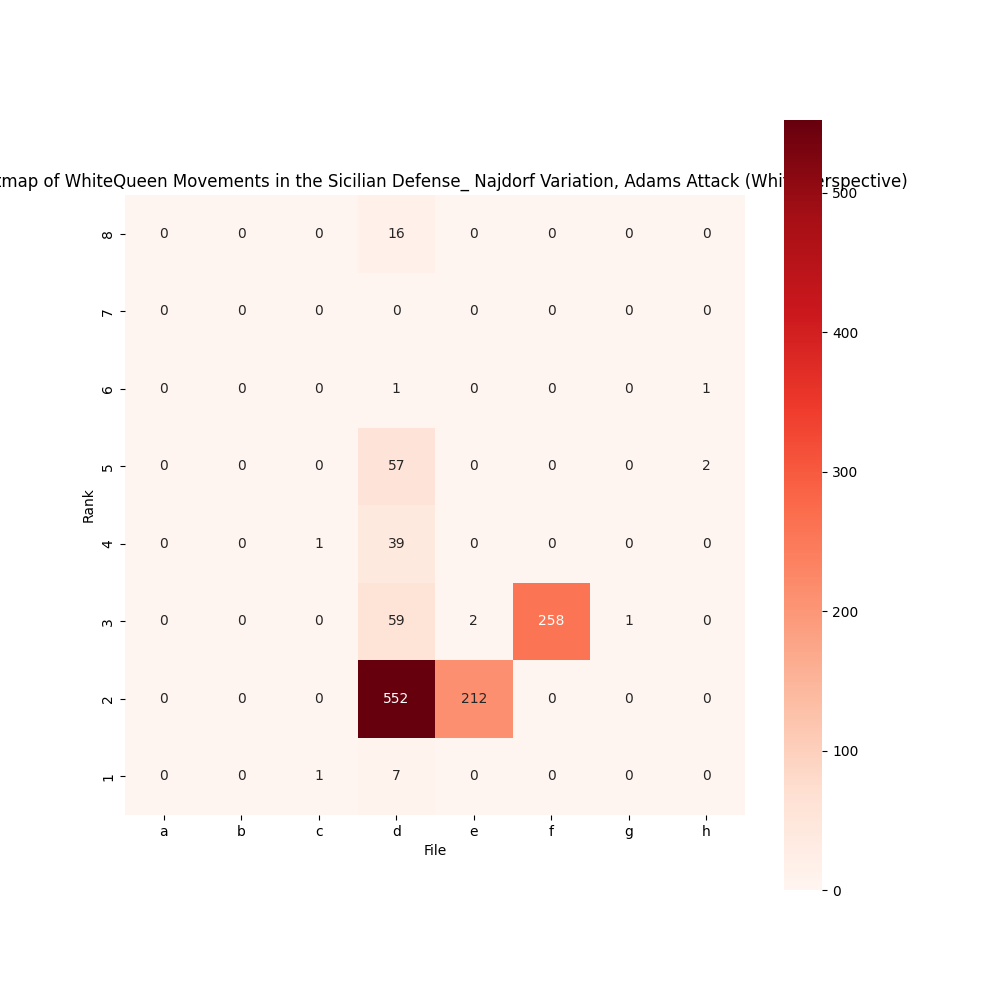 of WhiteQueen Movements in the Sicilian Defense_ Najdorf Variation, Adams Attack
500
8 0 0 0 16 0 0 0 0
7 0 0 0 0 0 0 0 0
400
6 0 0 0 1 0 0 0 1
5 0 0 0 57 0 0 0 2
300
Rank
4 0 0 1 39 0 0 0 0
3 0 0 0 59 2 258 1 0
200
2 0 0 0 552 212 0 0 0
100
1 0 0 1 7 0 0 0 0
a b c d e f g h
File
0